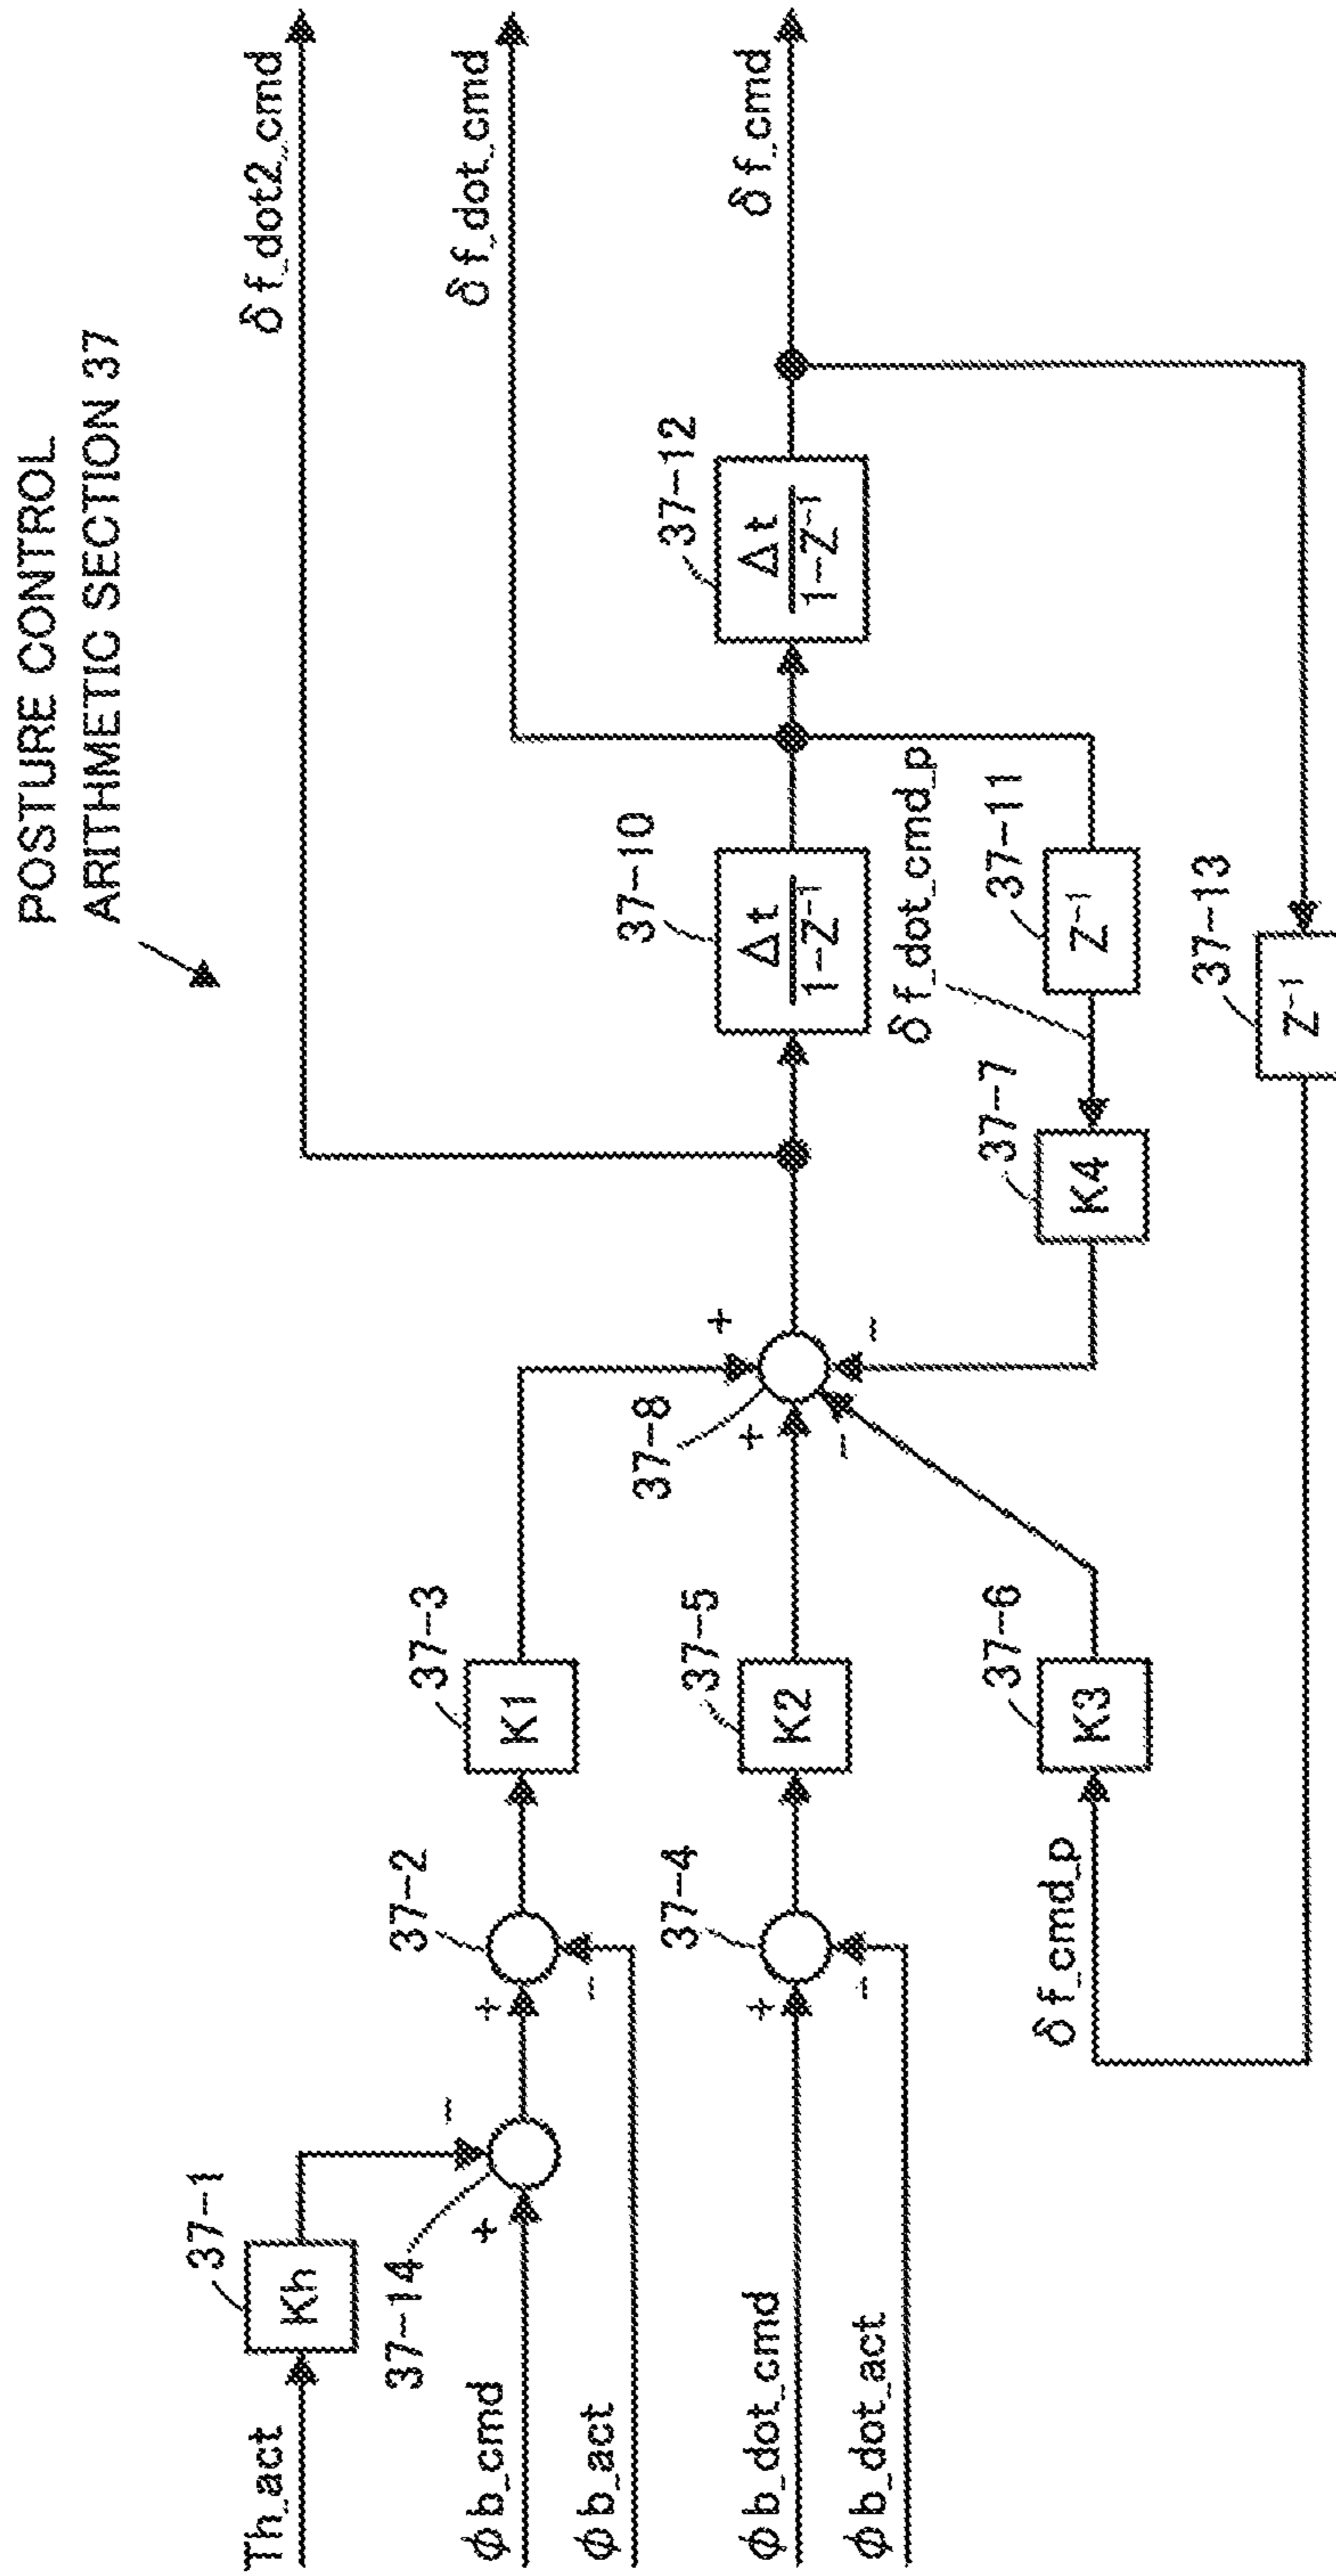 POSTURE CONTROL
ARITHMETIC SECTION 37
Th_act
37-1
Kh
37-14
-
+
ϕb_cmd
ϕb_act
37-2
+
-
37-3
K1
ϕb_dot_cmd
ϕb_dot_act
37-4
+
-
37-5
K2
δf_cmd_p
37-6
K3
37-8
+
+
-
-
37-7
K4
δf_dot_cmd_p
37-10
Δt
1-Z⁻¹
37-11
Z⁻¹
37-12
Δt
1-Z⁻¹
37-13
Z⁻¹
δf_dot2_cmd
δf_dot_cmd
δf_cmd